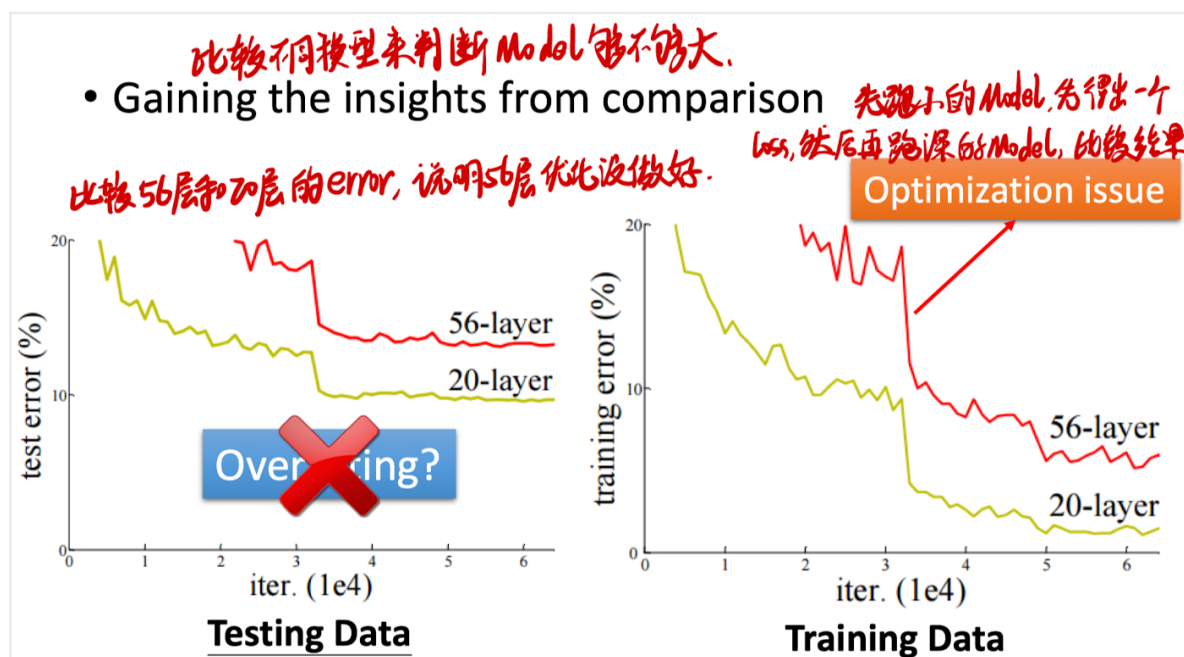 比较不同模型来判断Model够不够大.
• Gaining the insights from comparison
先跑小的Model,先得出一个
loss,然后再跑深的Model,比较结果
比较56层和20层的error,说明56层优化没做好.
Optimization issue
20
10
0
test error (%)
56-layer
20-layer
0 1 2 3 4 5 6
iter. (1e4)
Testing Data
20
10
0
training error (%)
56-layer
20-layer
0 1 2 3 4 5 6
iter. (1e4)
Training Data